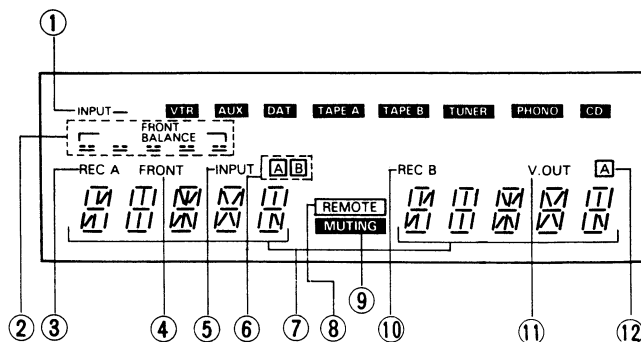 ①
INPUT VTR AUX DAT TAPE A TAPE B TUNER PHONO CD
② FRONT
BALANCE
REC A FRONT INPUT A B REC B V.OUT A
REMOTE
MUTING
⑨
② ③ ④ ⑤ ⑥ ⑦ ⑧ ⑩ ⑪ ⑫